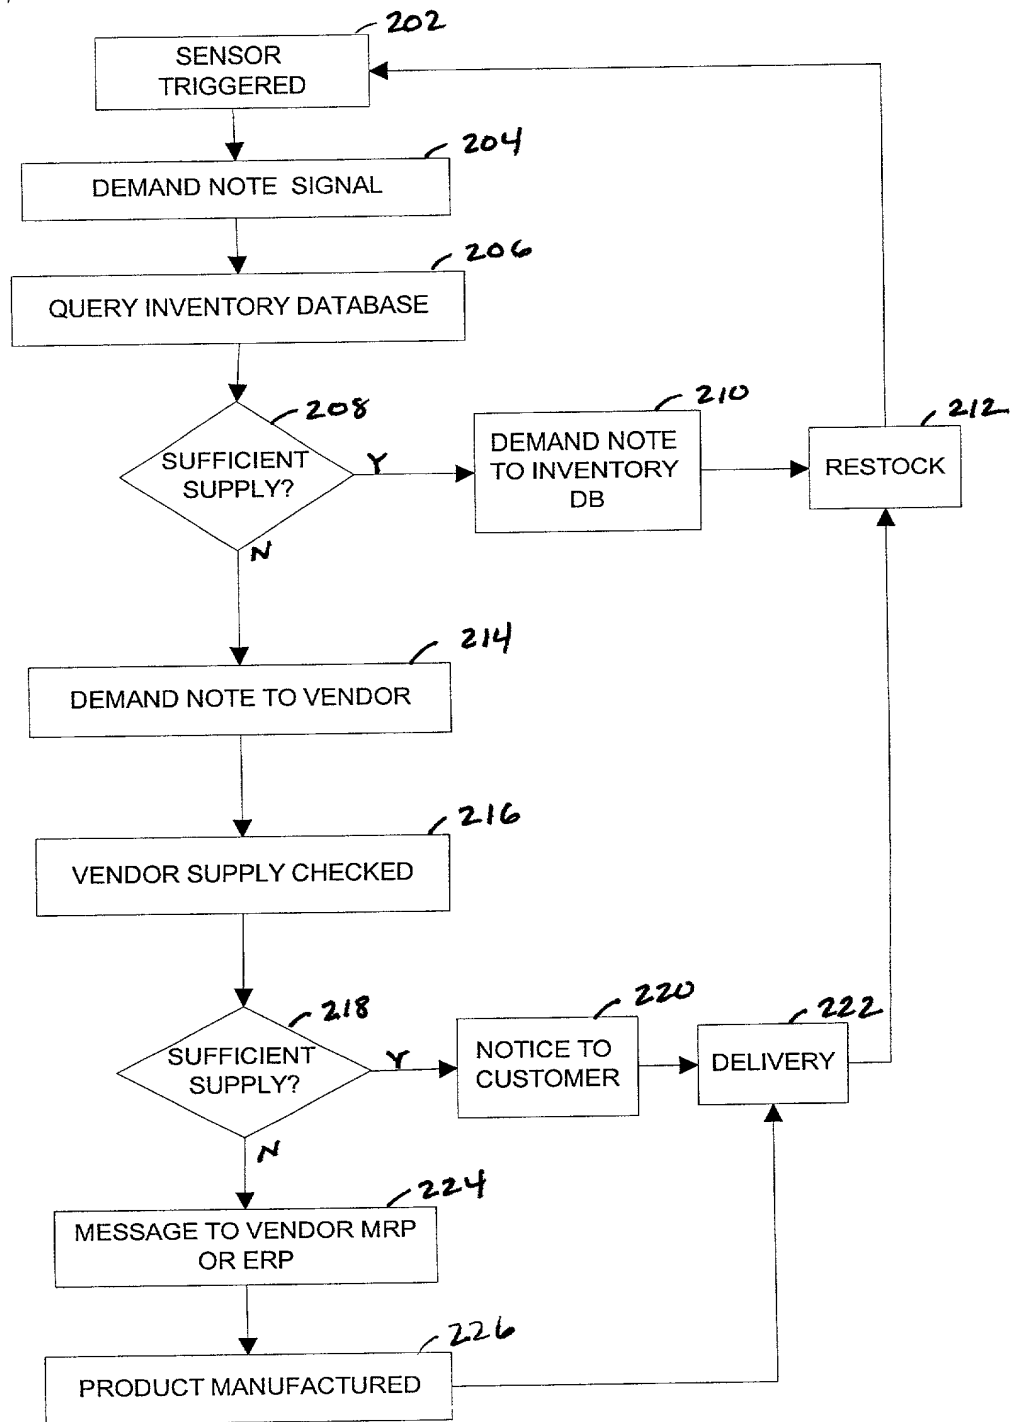 202
SENSOR
TRIGGERED
204
DEMAND NOTE SIGNAL
206
QUERY INVENTORY DATABASE
208
SUFFICIENT
SUPPLY?
Y
N
210
DEMAND NOTE
TO INVENTORY
DB
212
RESTOCK
214
DEMAND NOTE TO VENDOR
216
VENDOR SUPPLY CHECKED
218
SUFFICIENT
SUPPLY?
Y
N
220
NOTICE TO
CUSTOMER
222
DELIVERY
224
MESSAGE TO VENDOR MRP
OR ERP
226
PRODUCT MANUFACTURED